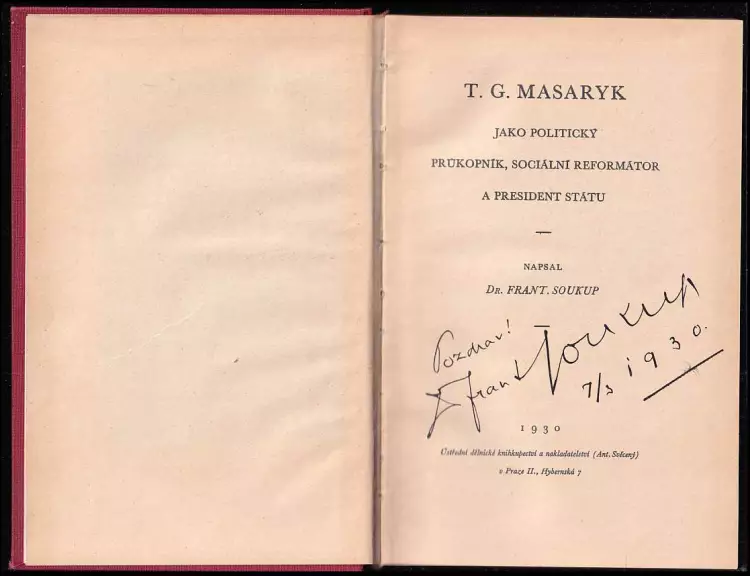 T. G. MASARYK
JAKO POLITICKÝ
PRŮKOPNÍK, SOCIÁLNÍ REFORMÁTOR
A PRESIDENT STÁTU
NAPSAL
DR. FRANT. SOUKUP
Pozdrav!
Frant Soukup
7/3 1930.
1930
Ústřední dělnické knihkupectví a nakladatelství (Ant. Svěcený)
v Praze II., Hybernská 7